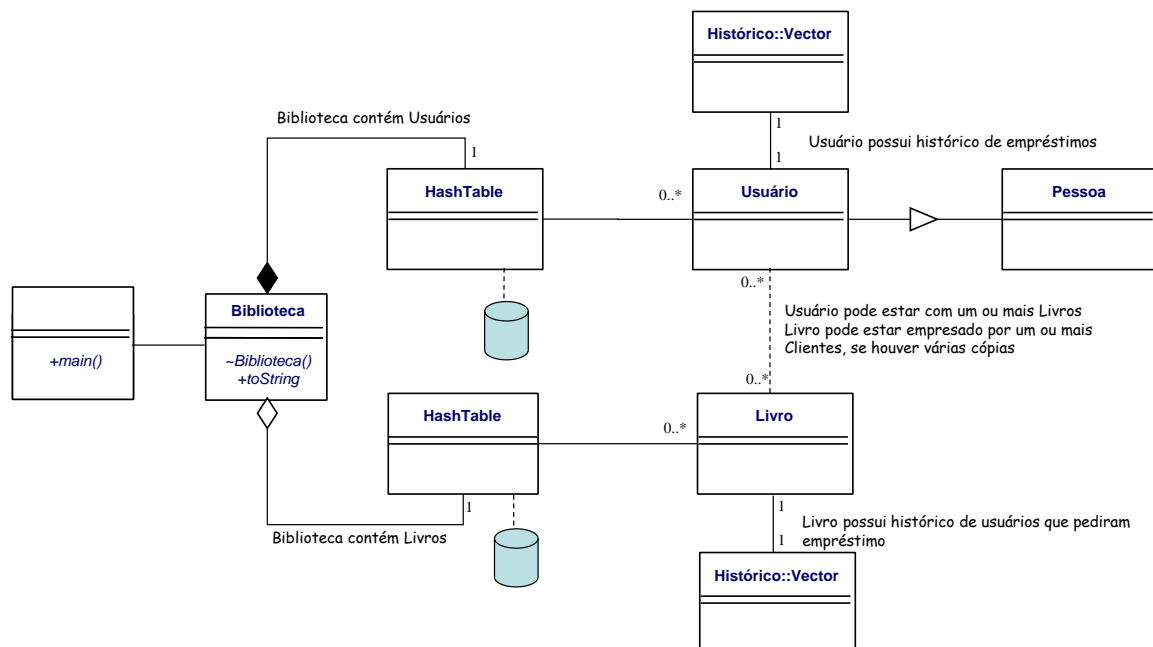 Histórico::Vector
Biblioteca contém Usuários
1
1
Usuário possui histórico de empréstimos
1
HashTable
0..*
Usuário
Pessoa
0..*
Biblioteca
Usuário pode estar com um ou mais Livros
Livro pode estar empresado por um ou mais
Clientes, se houver várias cópias
+main()
~Biblioteca()
+toString
0..*
HashTable
0..*
Livro
1
1
Livro possui histórico de usuários que pediram
empréstimo
Biblioteca contém Livros
1
Histórico::Vector